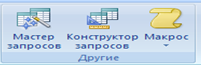 Мастер Конструктор Макрос
запросов запросов
Другие